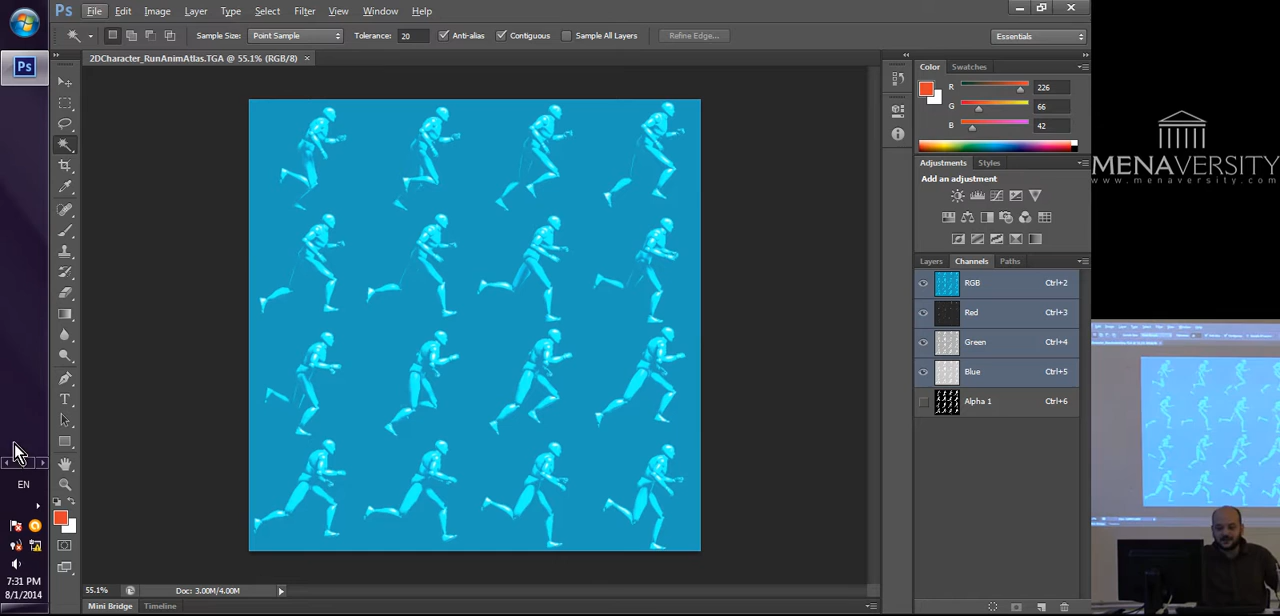 Ps File Edit Image Layer Type Select Filter View Window Help
Sample Size: Point Sample Tolerance: 20 Anti-alias Contiguous Sample All Layers Refine Edge... Essentials
Ps
2DCharacter_RunAnimAtlas.TGA @ 55.1% (RGB/8) ×
Color Swatches
R 226
G 66
B 42
Adjustments Styles
Add an adjustment
Layers Channels Paths
RGB Ctrl+2
Red Ctrl+3
Green Ctrl+4
Blue Ctrl+5
Alpha 1 Ctrl+6
MENAVERSITY
www.menaversity.com
EN
7:31 PM
8/1/2014
55.1% Doc: 3.00M/4.00M
Mini Bridge Timeline